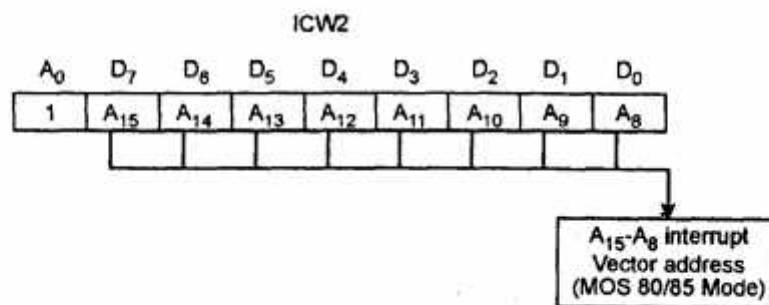 ICW2
A₀ D₇ D₆ D₅ D₄ D₃ D₂ D₁ D₀
1 A₁₅ A₁₄ A₁₃ A₁₂ A₁₁ A₁₀ A₉ A₈
A₁₅-A₈ interrupt
Vector address
(MOS 80/85 Mode)